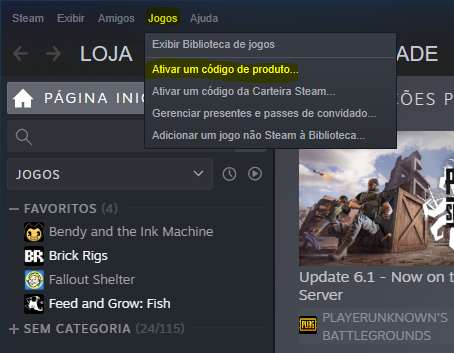 Steam Exibir Amigos Jogos Ajuda
Exibir Biblioteca de jogos
LOJA
ADE
Ativar um código de produto...
Ativar um código da Carteira Steam...
PÁGINA INIC
ÇÕES P
Gerenciar presentes e passes de convidado...
Adicionar um jogo não Steam à Biblioteca...
JOGOS
FAVORITOS (4)
Bendy and the Ink Machine
BR Brick Rigs
Fallout Shelter
Feed and Grow: Fish
SEM CATEGORIA (24/115)
Update 6.1 - Now on t
Server
PUBG PLAYERUNKNOWN'S
BATTLEGROUNDS